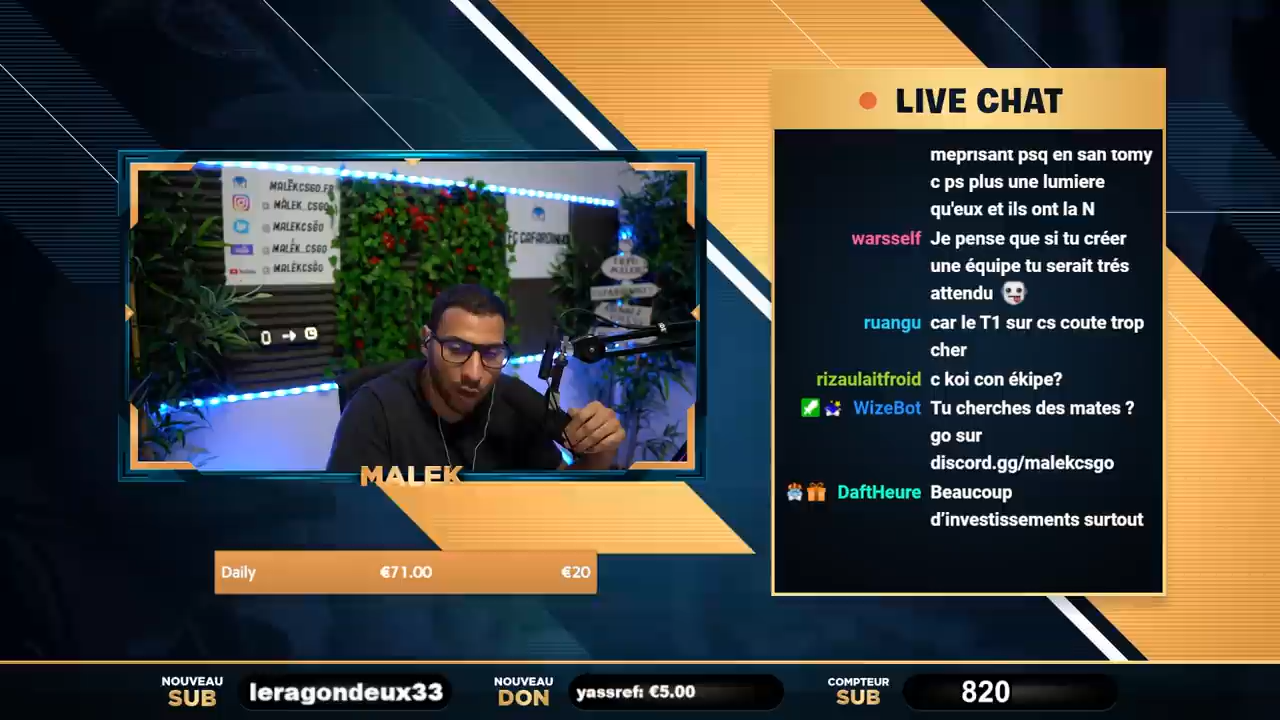 LIVE CHAT
meprisant psq en san tomy
c ps plus une lumiere
qu'eux et ils ont la N
warsself Je pense que si tu créer
une équipe tu serait trés
attendu
ruangu car le T1 sur cs coute trop
cher
rizaulaitfroid c koi con ékipe?
WizeBot Tu cherches des mates ?
go sur
discord.gg/malekcsgo
DaftHeure Beaucoup
d'investissements surtout
MALEKCSGO.FR
@ MALEK_CSGO
@ MALEKCSGO
@ MALEK_CSGO
YouTube @ MALEKCSGO
0 →
MALEK
Daily €71.00 €20
NOUVEAU
SUB
leragondeux33
NOUVEAU
DON
yassref: €5.00
COMPTEUR
SUB
820